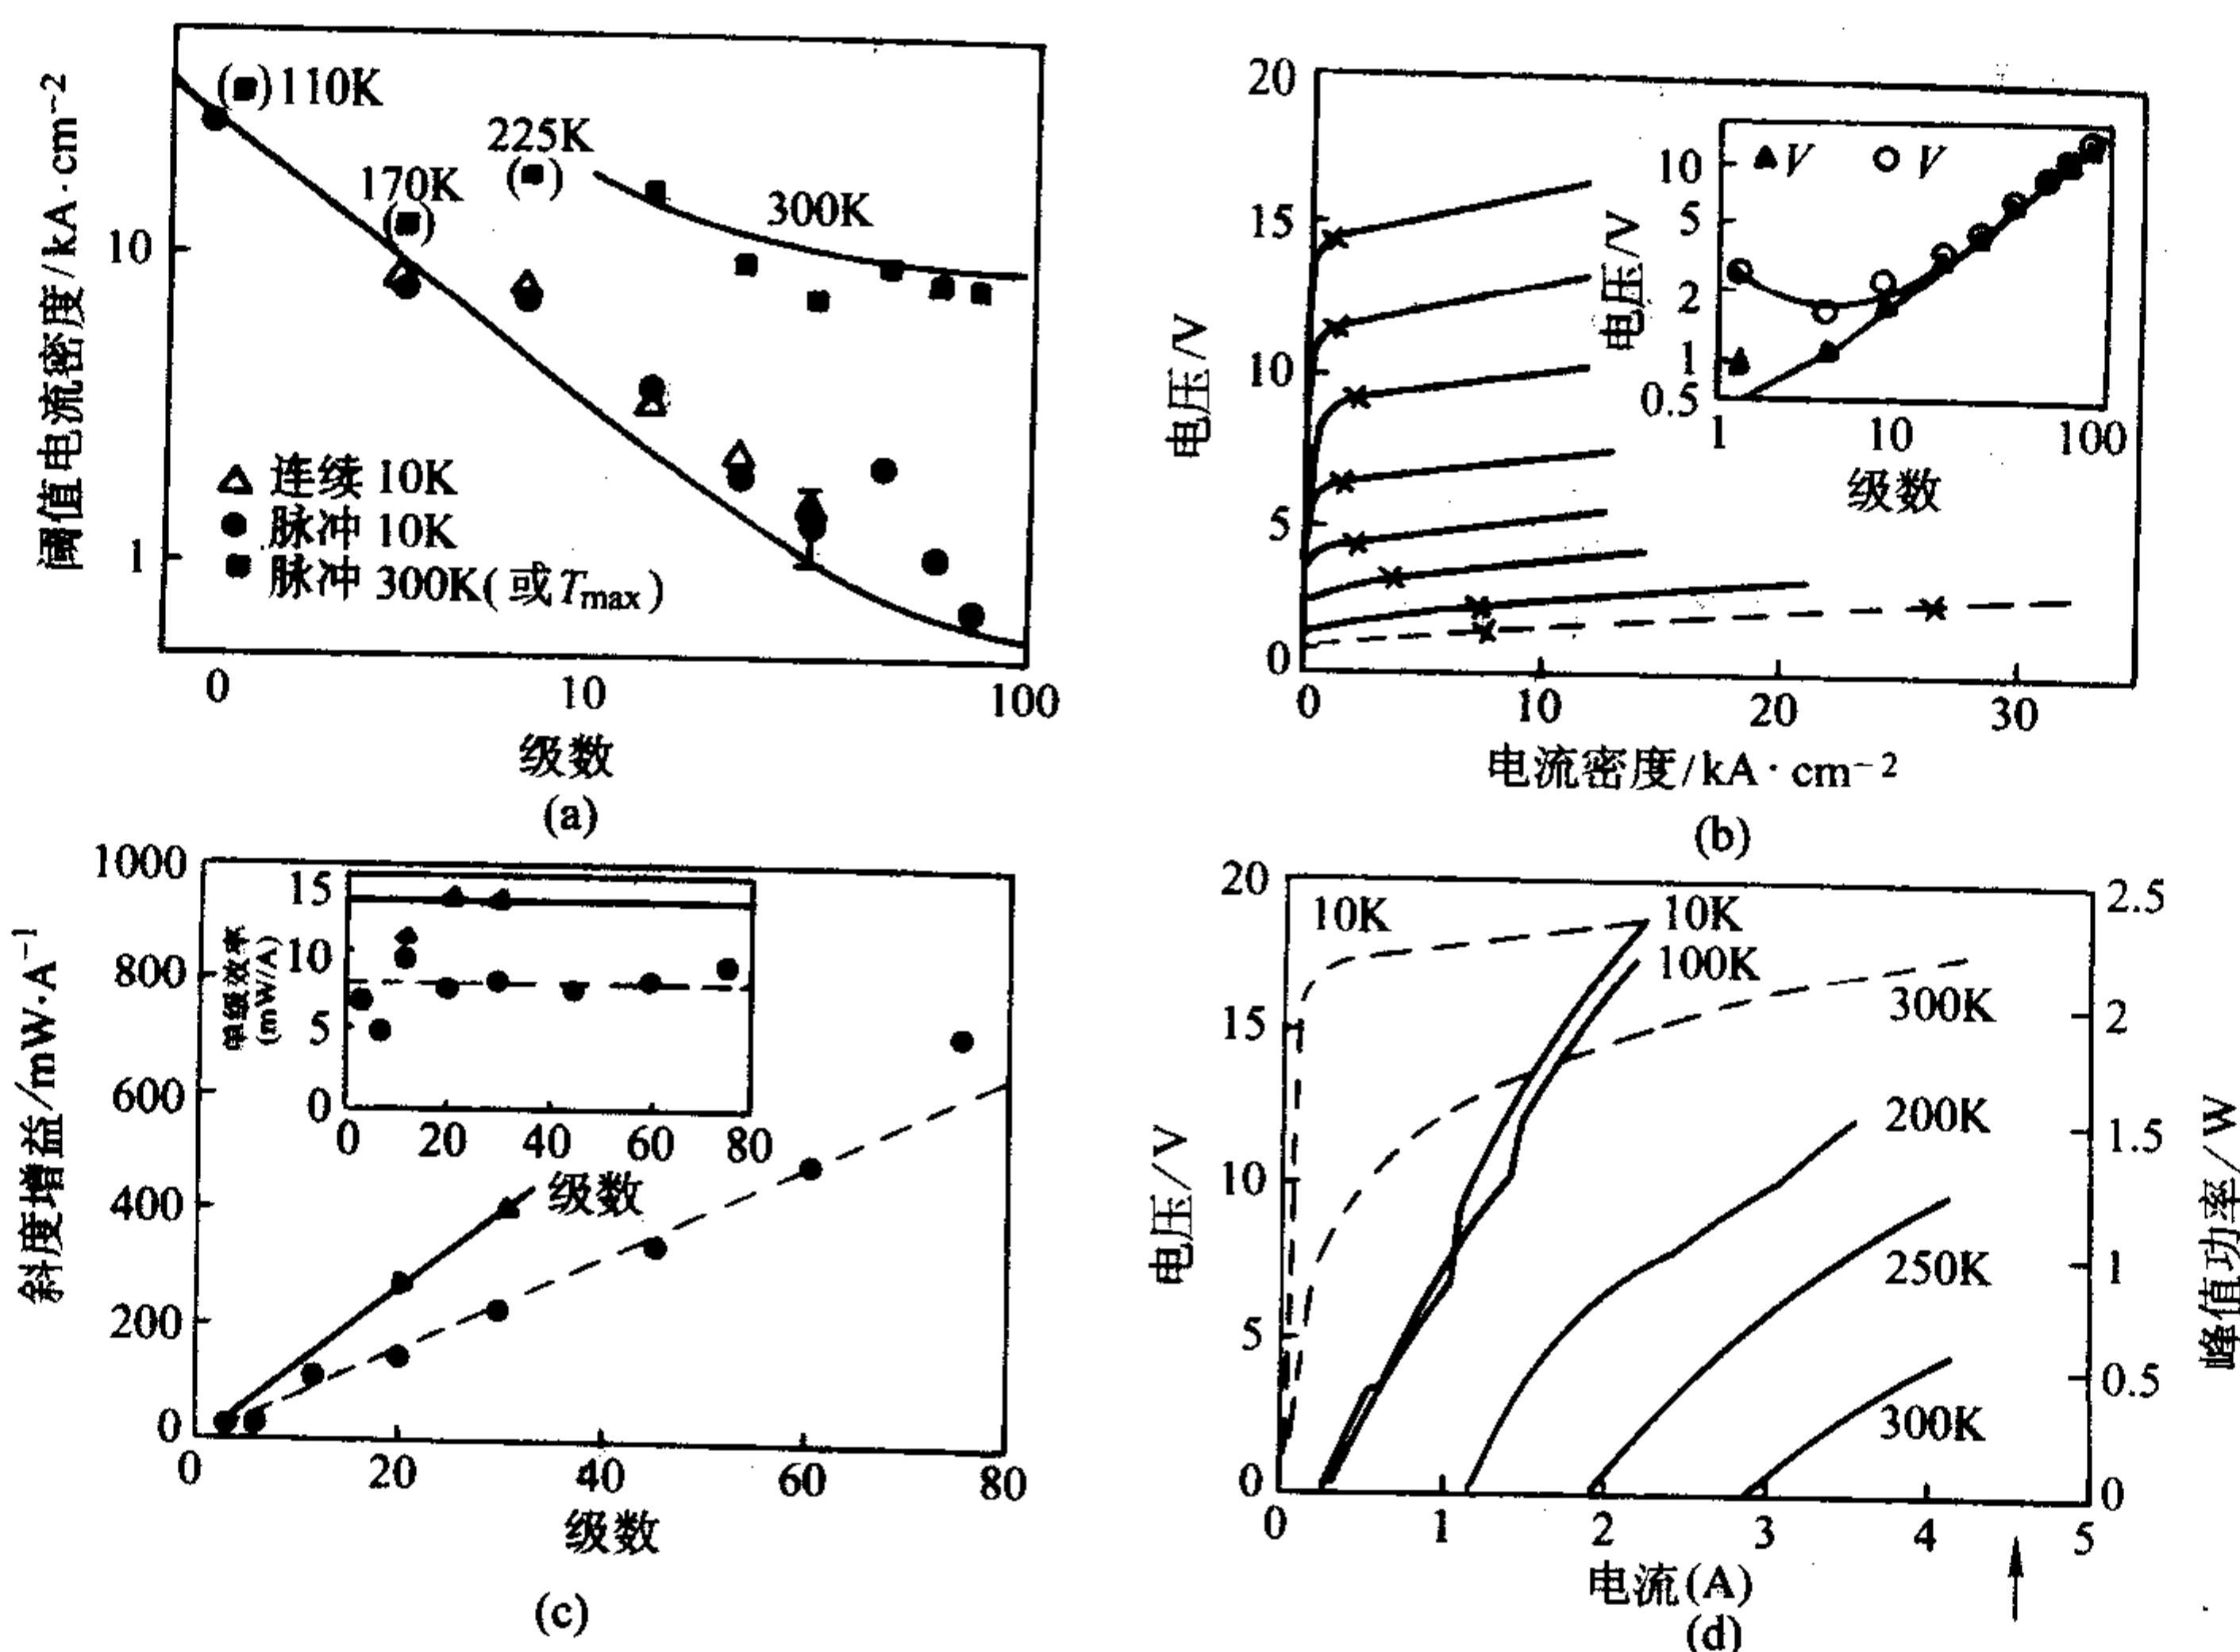 阈值电流密度/kA·cm⁻²
(■)110K
225K
170K
300K
10
1
△ 连续 10K
● 脉冲 10K
■ 脉冲 300K(或Tmax)
0 10 100
级数
(a)
电压/V
20
15
10
5
0
0 10 20 30
电流密度/kA·cm⁻²
(b)
▲V ○ V
电压/V
10
5
2
1
0.5
1 10 100
级数
斜度增益/mW·A⁻¹
1000
800
600
400
200
0
0 20 40 60 80
级数
(c)
单级效率
(mW/A)
15
10
5
0
0 20 40 60 80
级数
电压/V
20
15
10
5
0
10K 10K
100K
300K
200K
250K
300K
2.5
2
1.5
1
0.5
0
峰值功率/W
0 1 2 3 4 5
电流(A)
(d)